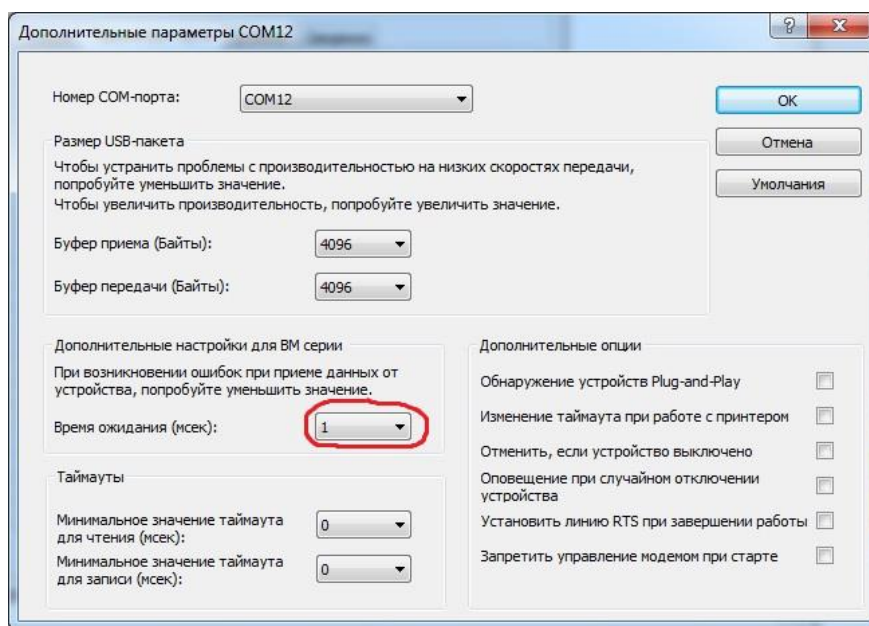 Дополнительные параметры COM12
Номер COM-порта:
COM12
OK
Отмена
Умолчания
Размер USB-пакета
Чтобы устранить проблемы с производительностью на низких скоростях передачи,
попробуйте уменьшить значение.
Чтобы увеличить производительность, попробуйте увеличить значение.
Буфер приема (Байты):
4096
Буфер передачи (Байты):
4096
Дополнительные настройки для BM серии
При возникновении ошибок при приеме данных от
устройства, попробуйте уменьшить значение.
Время ожидания (мсек):
1
Таймауты
Минимальное значение таймаута
для чтения (мсек):
0
Минимальное значение таймаута
для записи (мсек):
0
Дополнительные опции
Обнаружение устройств Plug-and-Play
Изменение таймаута при работе с принтером
Отменить, если устройство выключено
Оповещение при случайном отключении
устройства
Установить линию RTS при завершении работы
Запретить управление модемом при старте